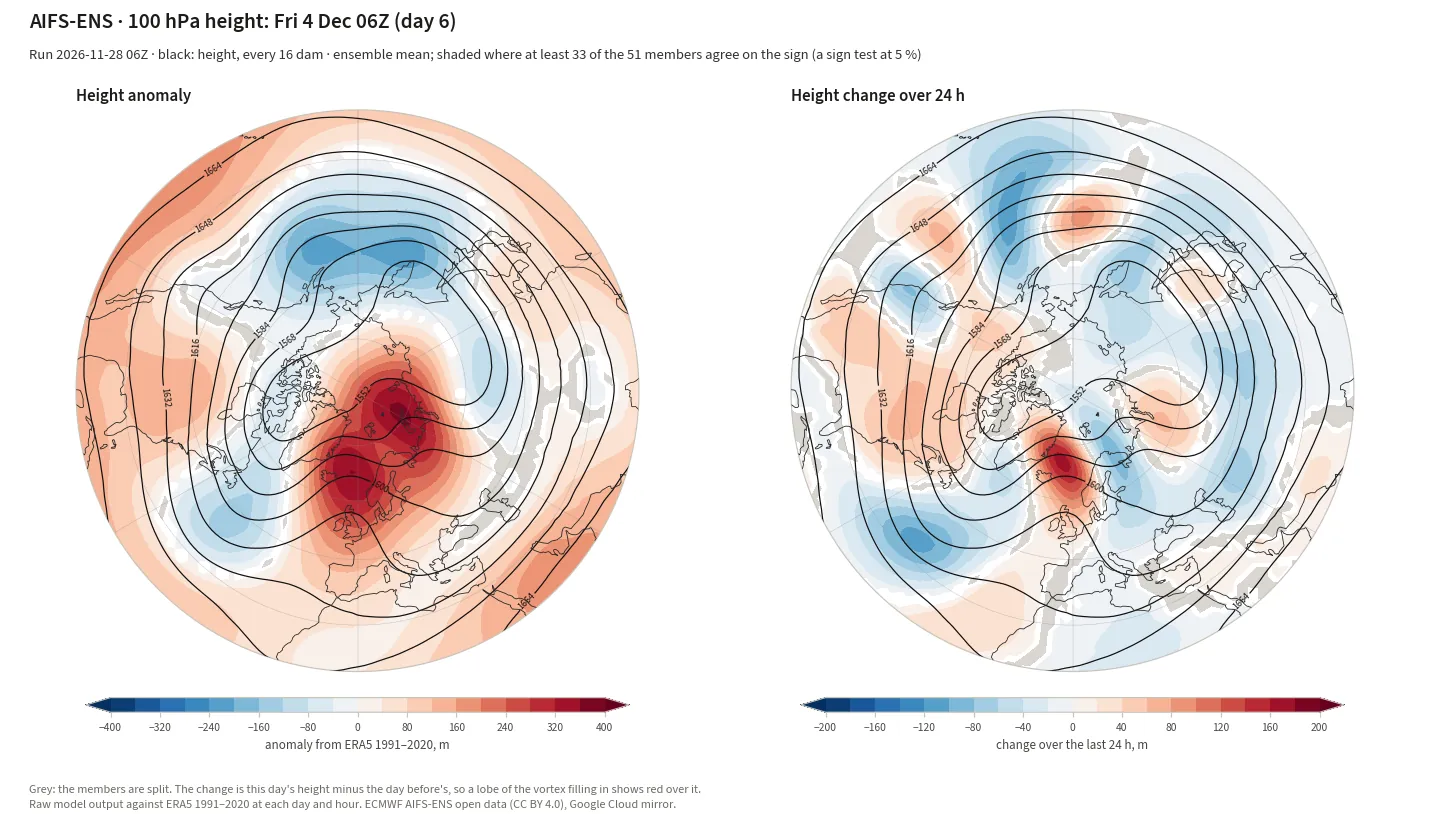 AIFS-ENS · 100 hPa height: Fri 4 Dec 06Z (day 6)
Run 2026-11-28 06Z · black: height, every 16 dam · ensemble mean; shaded where at least 33 of the 51 members agree on the sign (a sign test at 5 %)
Height anomaly
Height change over 24 h
1664
1648
1584
1568
1616
1632
1552
1600
1664
1664
1648
1584
1568
1616
1632
1552
1600
1664
−400 −320 −240 −160 −80 0 80 160 240 320 400
anomaly from ERA5 1991–2020, m
−200 −160 −120 −80 −40 0 40 80 120 160 200
change over the last 24 h, m
Grey: the members are split. The change is this day's height minus the day before's, so a lobe of the vortex filling in shows red over it.
Raw model output against ERA5 1991–2020 at each day and hour. ECMWF AIFS-ENS open data (CC BY 4.0), Google Cloud mirror.